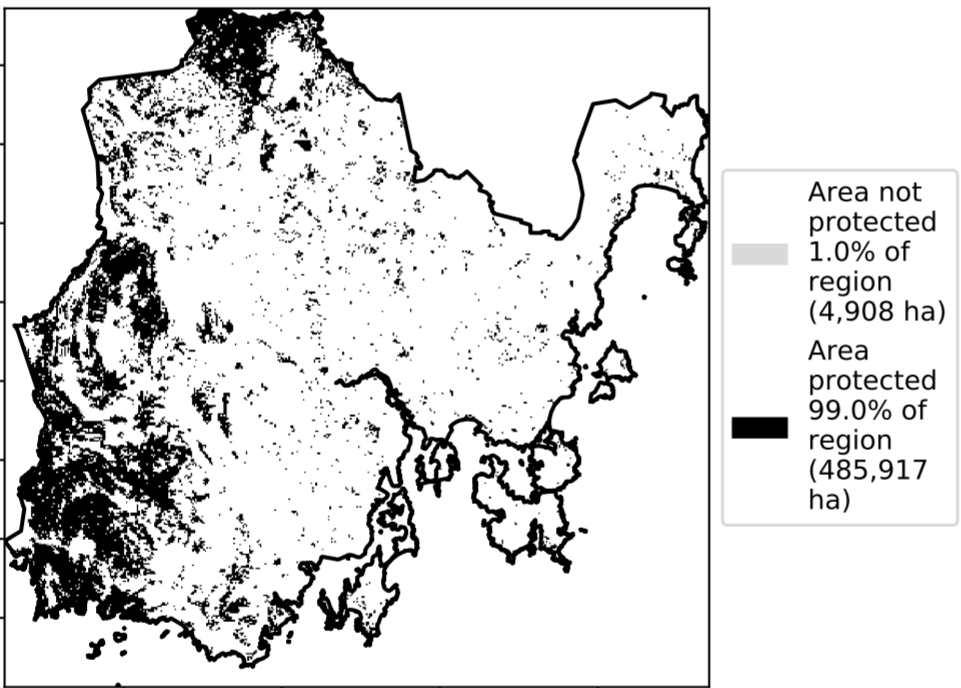 Area not
protected
1.0% of
region
(4,908 ha)
Area
protected
99.0% of
region
(485,917
ha)